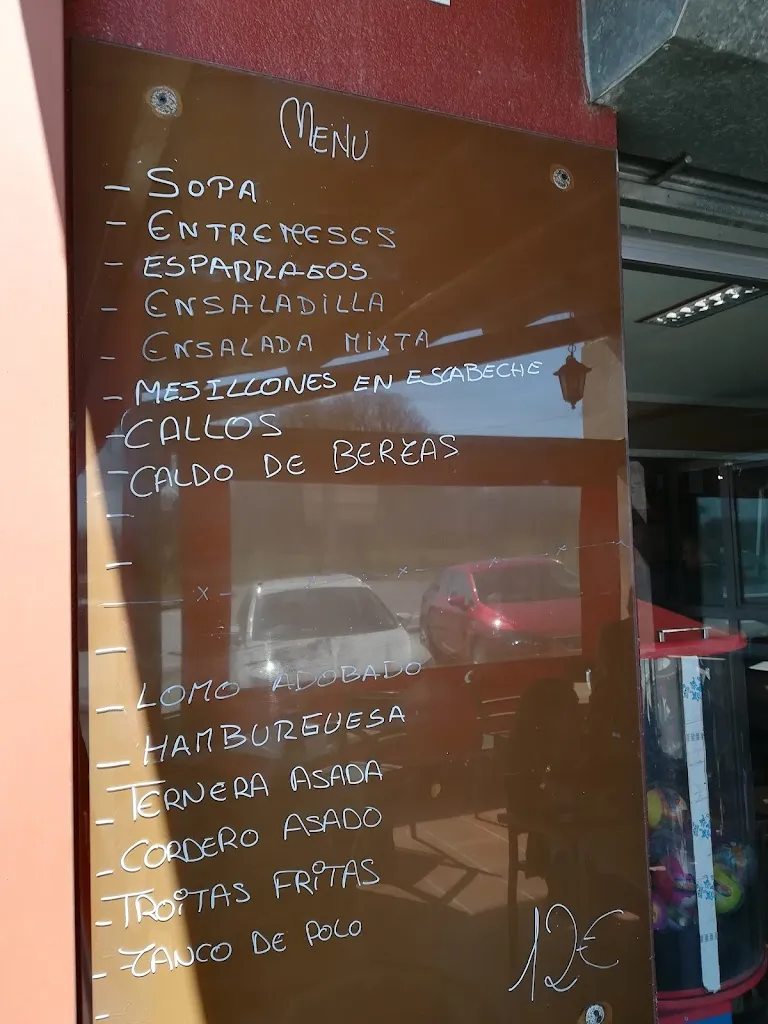 MENU
- SOPA
- ENTREMESES
- ESPARRAGOS
- ENSALADILLA
- ENSALADA MIXTA
- MEJILLONES EN ESCABECHE
- CALLOS
- CALDO DE BERZAS
-
-
- x x x x
-
- LOMO ADOBADO
- HAMBURGUESA
- TERNERA ASADA
- CORDERO ASADO
- TROITAS FRITAS
- ZANCO DE POLO
-
12€